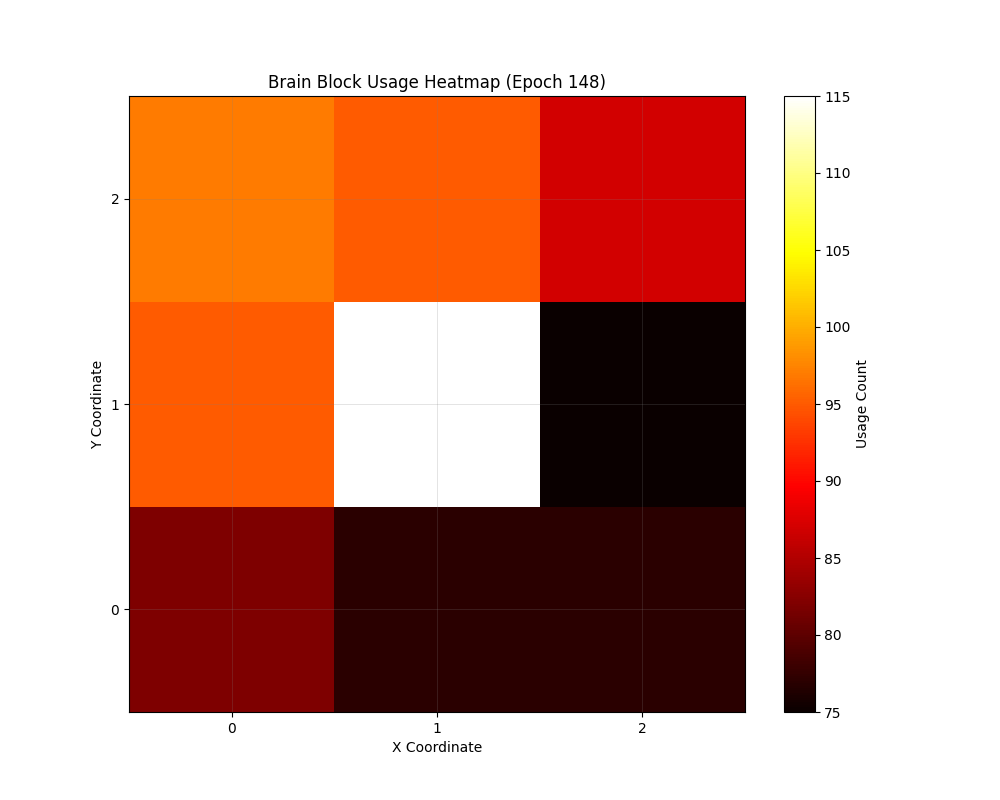 Brain Block Usage Heatmap (Epoch 148)
2
1
0
Y Coordinate
0 1 2
X Coordinate
115
110
105
100
95
90
85
80
75
Usage Count